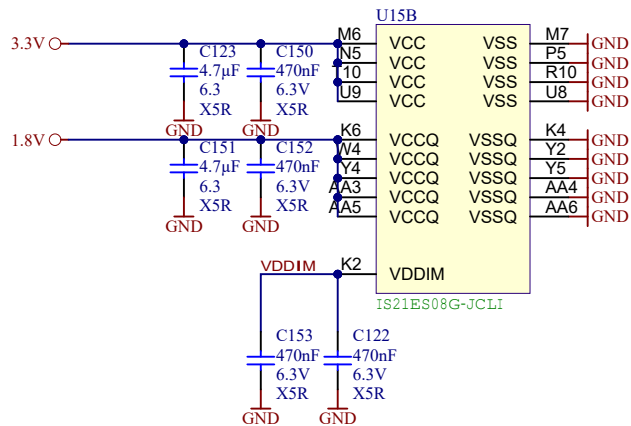 U15B
3.3V
M6 VCC VSS M7 GND
N5 VCC VSS P5 GND
T10 VCC VSS R10 GND
U9 VCC VSS U8 GND
C123
4.7µF
6.3
X5R
GND
C150
470nF
6.3V
X5R
GND
1.8V
K6 VCCQ VSSQ K4 GND
W4 VCCQ VSSQ Y2 GND
Y4 VCCQ VSSQ Y5 GND
AA3 VCCQ VSSQ AA4 GND
AA5 VCCQ VSSQ AA6 GND
C151
4.7µF
6.3
X5R
GND
C152
470nF
6.3V
X5R
GND
VDDIM K2 VDDIM
IS21ES08G-JCLI
C153
470nF
6.3V
X5R
GND
C122
470nF
6.3V
X5R
GND